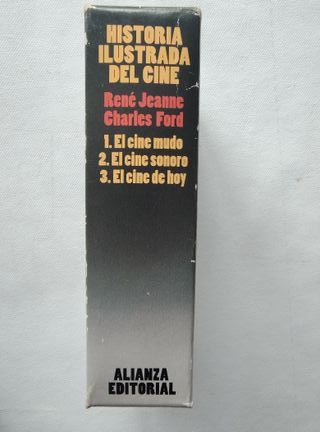 HISTORIA
ILUSTRADA
DEL CINE
René Jeanne
Charles Ford
1. El cine mudo
2. El cine sonoro
3. El cine de hoy
ALIANZA
EDITORIAL